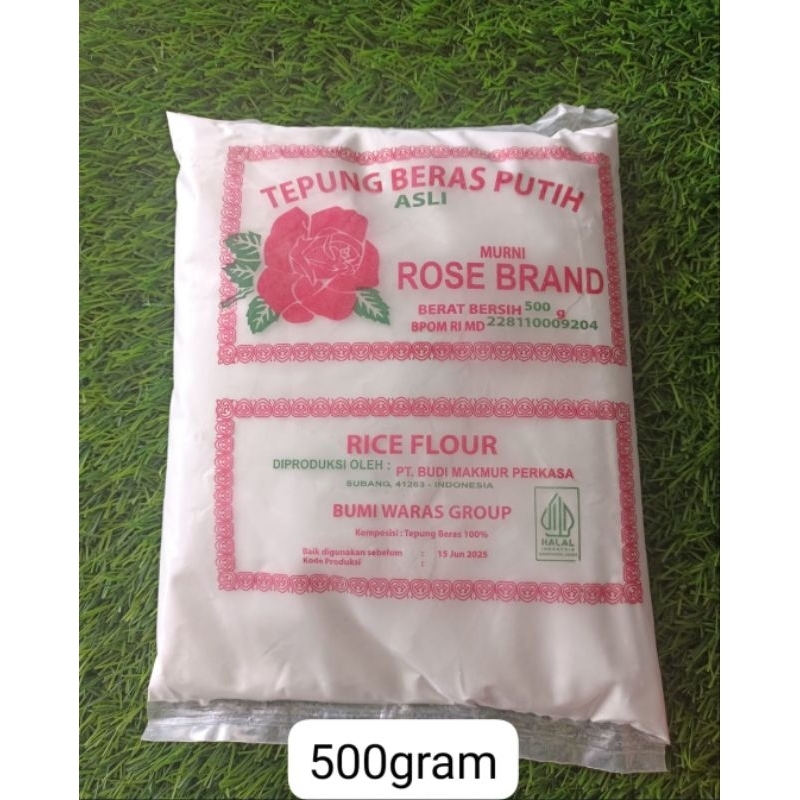 TEPUNG BERAS PUTIH
ASLI
MURNI
ROSE BRAND
BERAT BERSIH 500 g
BPOM RI MD 228110009204
RICE FLOUR
DIPRODUKSI OLEH : PT. BUDI MAKMUR PERKASA
SUBANG, 41263 - INDONESIA
BUMI WARAS GROUP
Komposisi : Tepung Beras 100%
Baik digunakan sebelum : 15 Jun 2025
Kode Produksi :
HALAL
INDONESIA
500gram